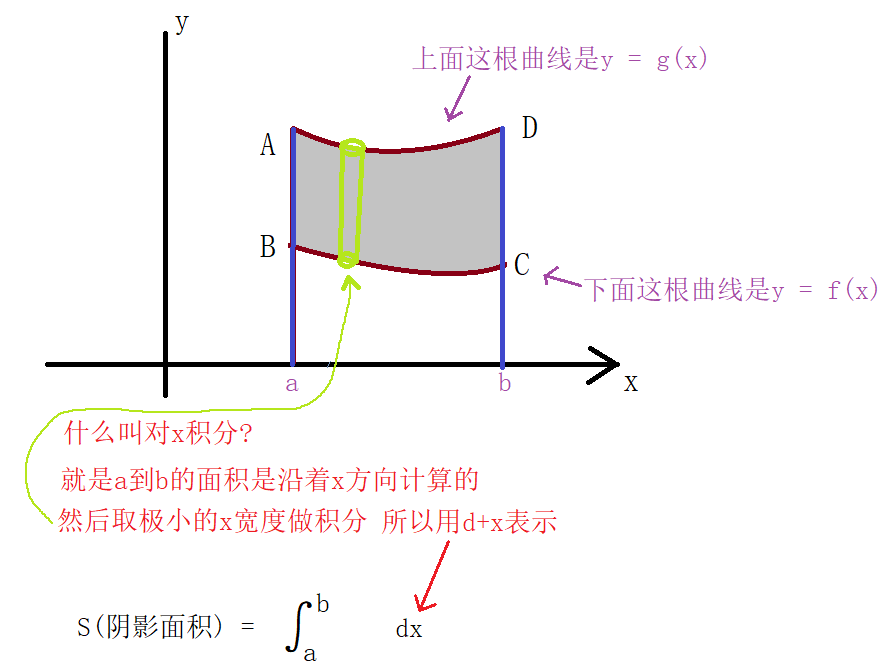 y
上面这根曲线是y = g(x)
A
D
B
C
下面这根曲线是y = f(x)
a
b
x
什么叫对x积分?
就是a到b的面积是沿着x方向计算的
然后取极小的x宽度做积分 所以用d+x表示
S(阴影面积) = ∫_a^b dx